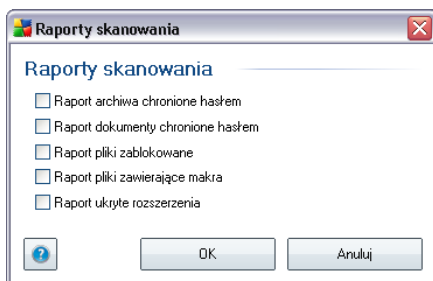 Raporty skanowania
Raporty skanowania
Raport archiwa chronione hasłem
Raport dokumenty chronione hasłem
Raport pliki zablokowane
Raport pliki zawierające makra
Raport ukryte rozszerzenia
?
OK
Anuluj